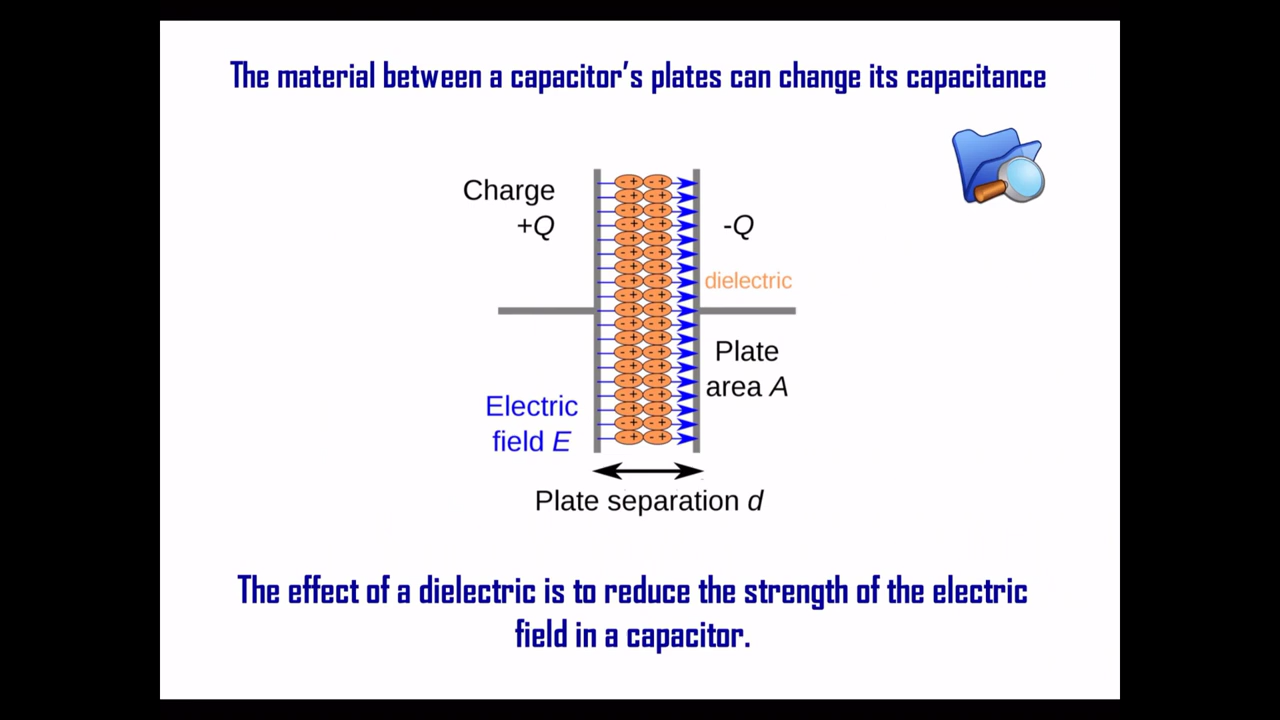 The material between a capacitor's plates can change its capacitance
Charge
+Q
-Q
dielectric
Plate
area A
Electric
field E
Plate separation d
The effect of a dielectric is to reduce the strength of the electric
field in a capacitor.